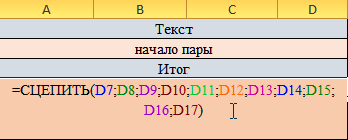 A B C D
Текст
начало пары
Итог
=СЦЕПИТЬ(D7;D8;D9;D10;D11;D12;D13;D14;D15;
D16;D17)